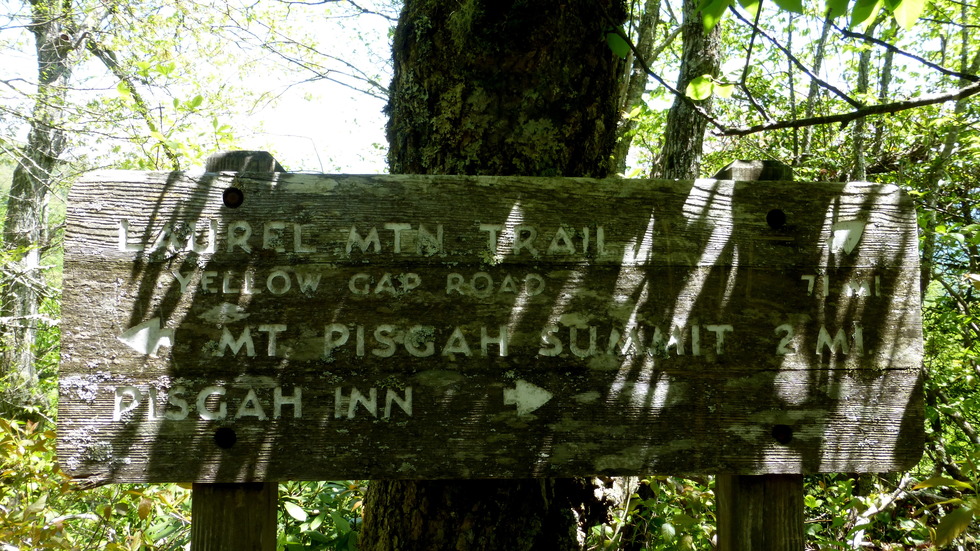 LAUREL MTN TRAIL
YELLOW GAP ROAD 7 MI
MT. PISGAH SUMMIT 2 MI
PISGAH INN